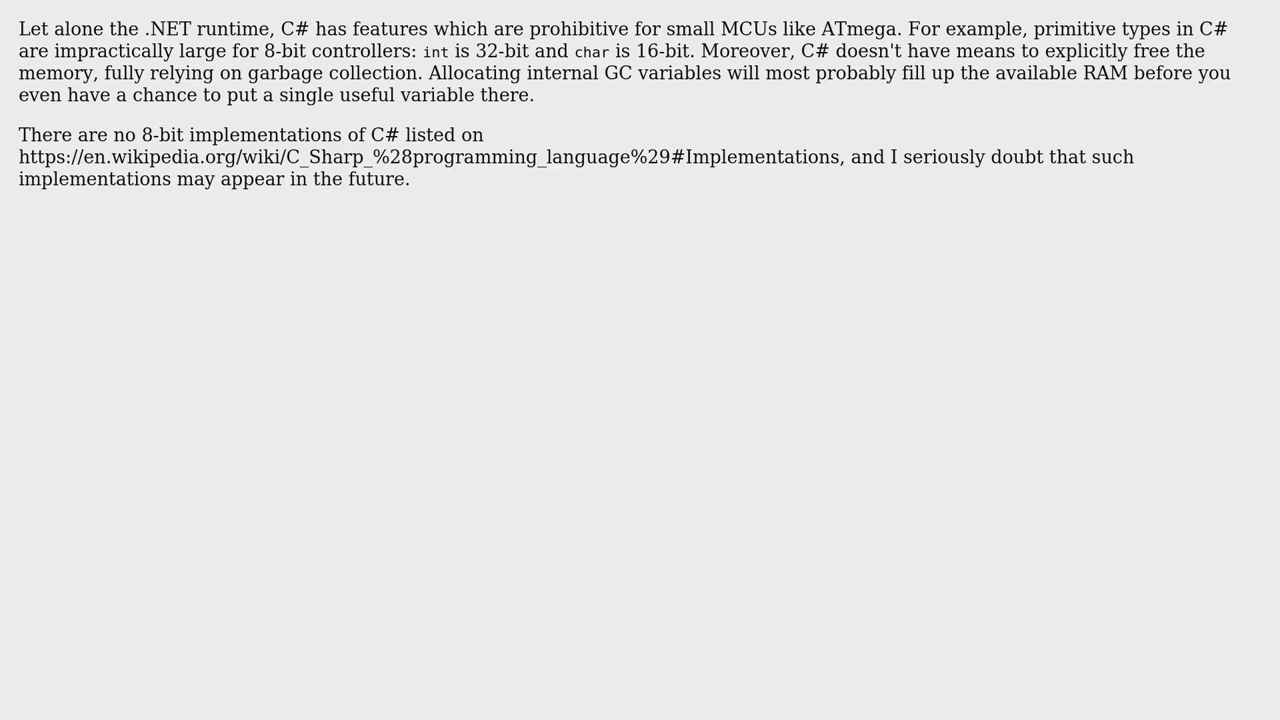 Let alone the .NET runtime, C# has features which are prohibitive for small MCUs like ATmega. For example, primitive types in C#
are impractically large for 8-bit controllers: int is 32-bit and char is 16-bit. Moreover, C# doesn't have means to explicitly free the
memory, fully relying on garbage collection. Allocating internal GC variables will most probably fill up the available RAM before you
even have a chance to put a single useful variable there.
There are no 8-bit implementations of C# listed on
https://en.wikipedia.org/wiki/C_Sharp_%28programming_language%29#Implementations, and I seriously doubt that such
implementations may appear in the future.